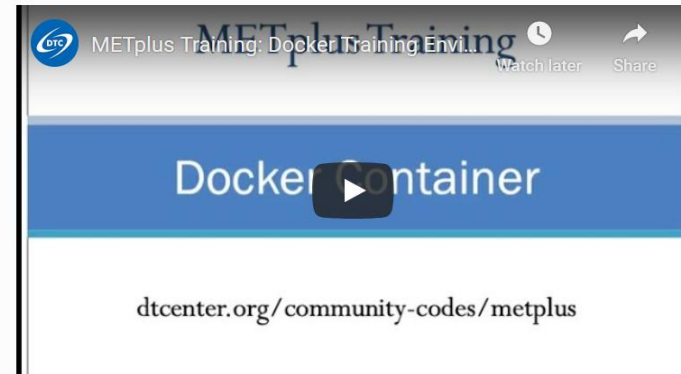 DTC
METplus Training: Docker Training Envi...
METplus Training
Watch later
Share
Docker Container
dtcenter.org/community-codes/metplus